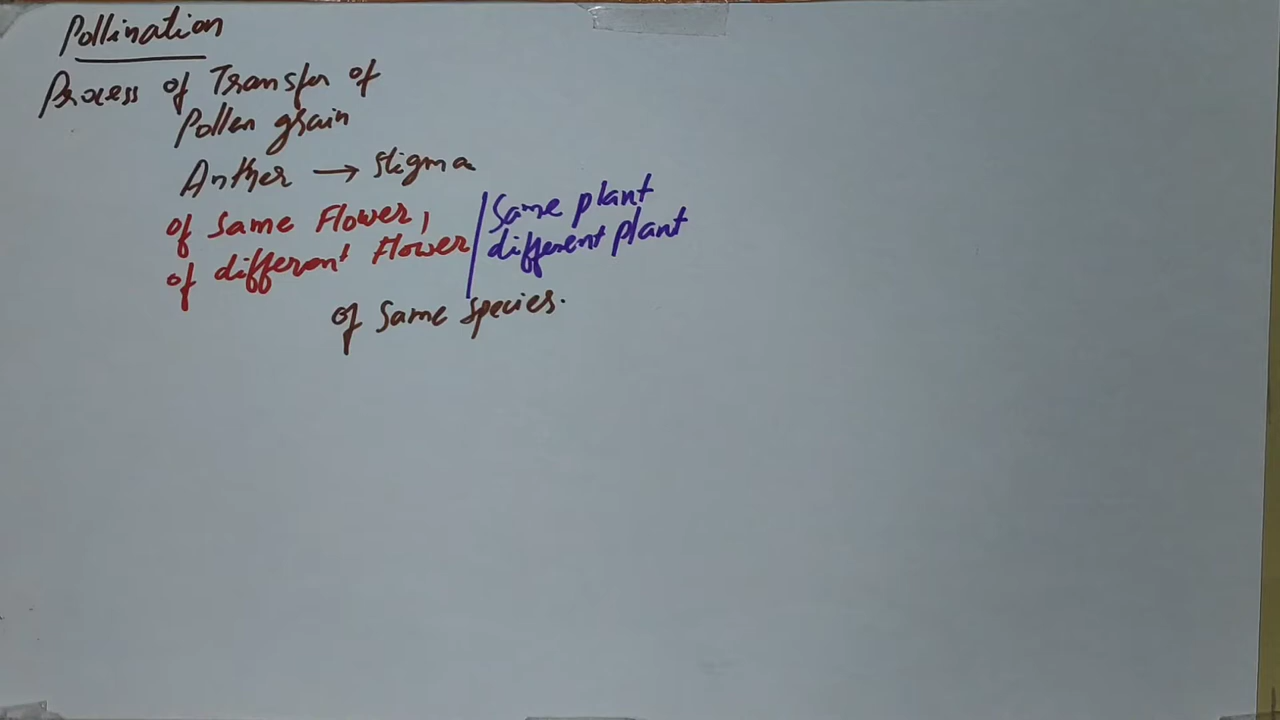 Pollination
Process of Transfer of
Pollen grain
Anther → stigma
of same Flower,
of different Flower
Same plant
different plant
of same species.